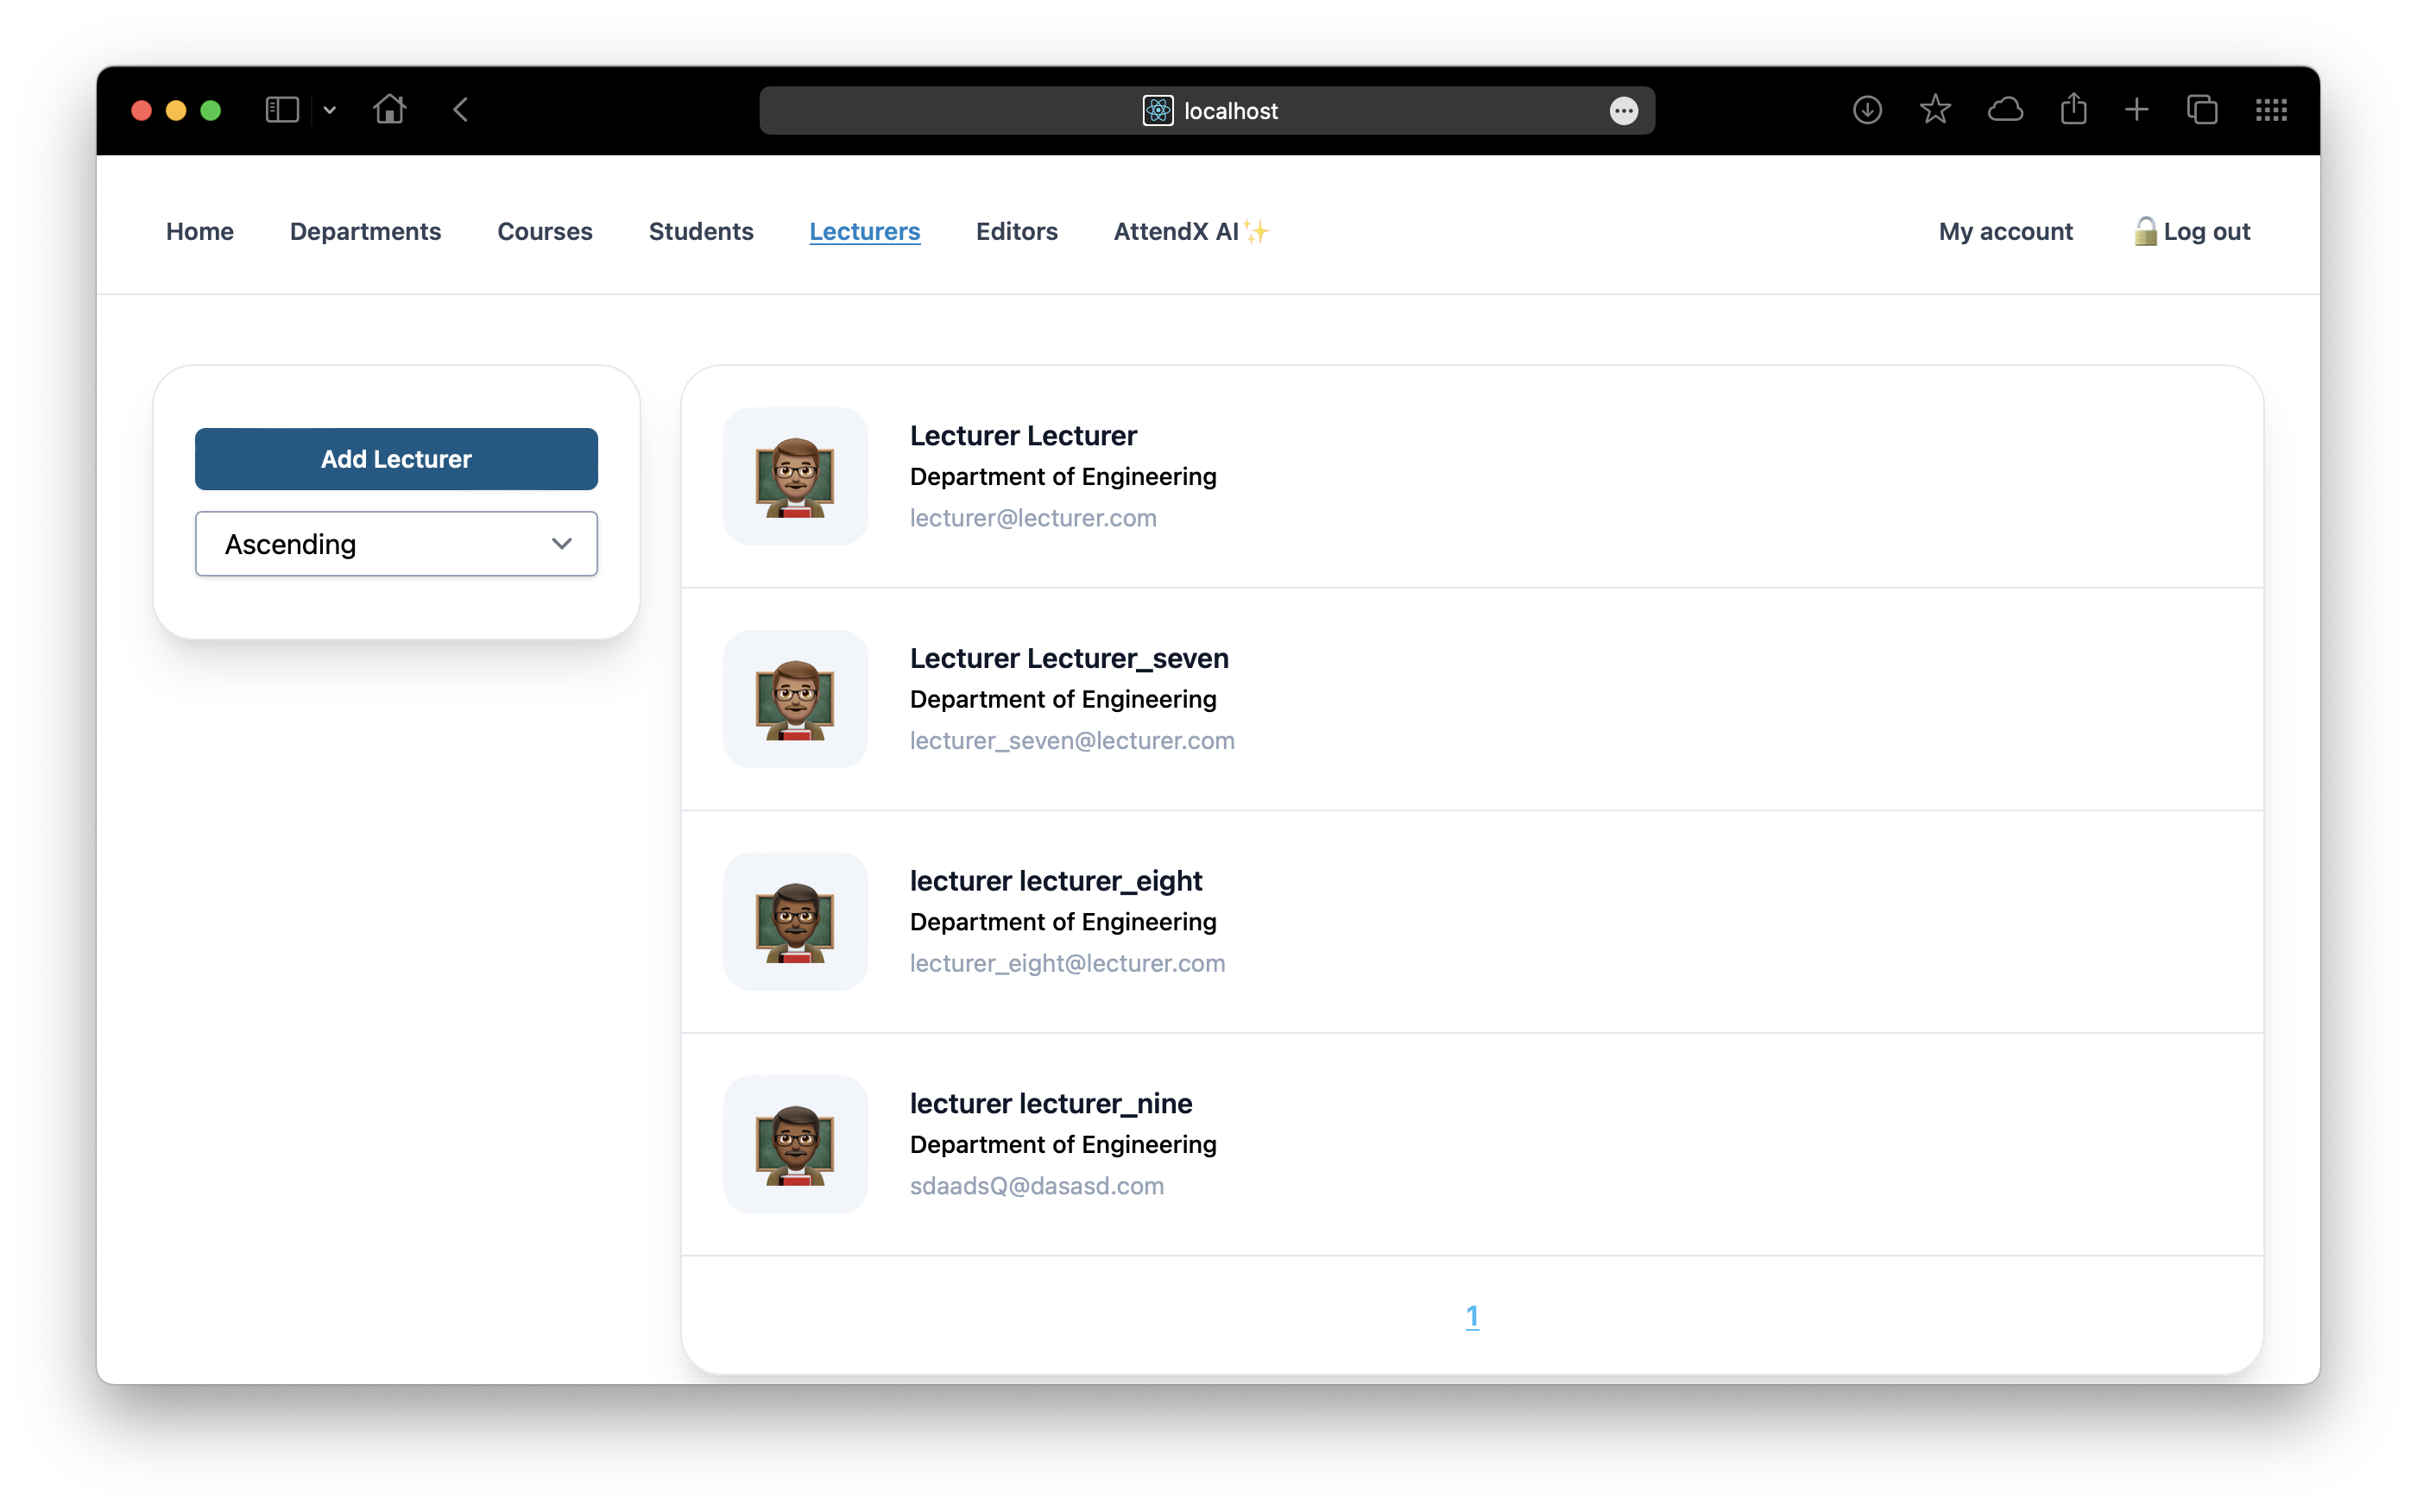 localhost
Home Departments Courses Students Lecturers Editors AttendX AI✨ My account 🔓Log out
Add Lecturer
Ascending
Lecturer Lecturer
Department of Engineering
lecturer@lecturer.com
Lecturer Lecturer_seven
Department of Engineering
lecturer_seven@lecturer.com
lecturer lecturer_eight
Department of Engineering
lecturer_eight@lecturer.com
lecturer lecturer_nine
Department of Engineering
sdaadsQ@dasasd.com
1